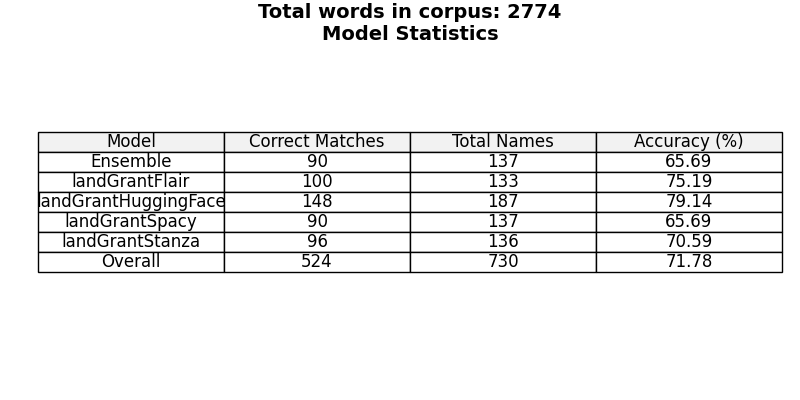 Total words in corpus: 2774
Model Statistics
Model Correct Matches Total Names Accuracy (%)
Ensemble 90 137 65.69
landGrantFlair 100 133 75.19
landGrantHuggingFace 148 187 79.14
landGrantSpacy 90 137 65.69
landGrantStanza 96 136 70.59
Overall 524 730 71.78